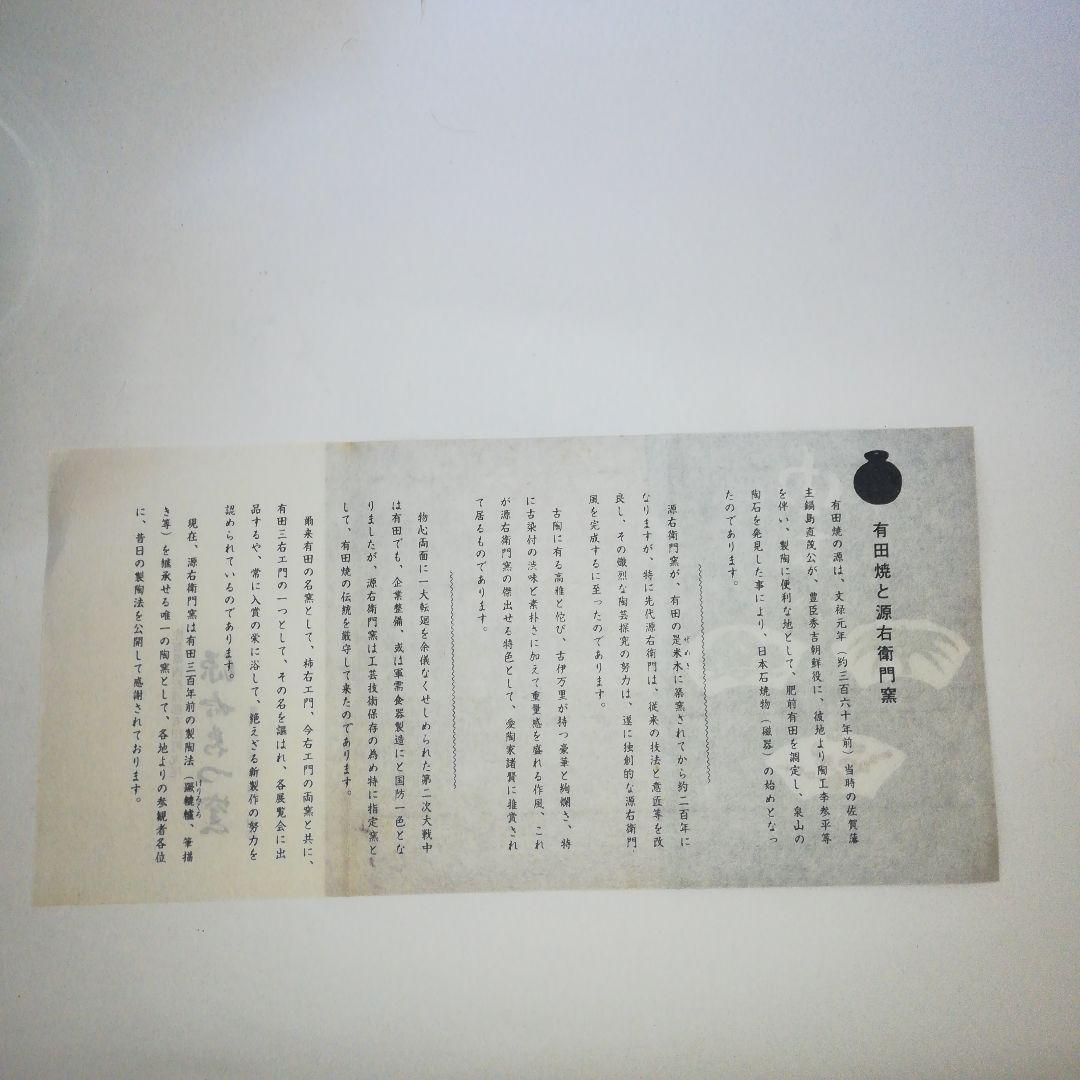 有田焼と源右衛門窯
有田焼の源は、文禄元年（約三百六十年前）当時の佐賀藩
主鍋島直茂公が、豊臣秀吉朝鮮役に、彼地より陶工李参平等
を伴い、製陶に便利な地として、肥前有田を調定し、泉山の
陶石を発見した事により、日本石焼物（磁器）の始めとなっ
たのであります。
源右衛門窯が、有田の是米木に築窯されてから約二百年に
ぜめき
なりますが、特に先代源右衛門は、従来の技法と意匠等を改
良し、その熾烈な陶芸探究の努力は、遂に独創的な源右衛門
風を完成するに至ったのであります。
古陶に有る高雅と侘び、古伊万里が持つ豪華と絢爛さ、特
に古染付の渋味と素朴さに加えて重量感を盛れる作風、これ
が源右衛門窯の傑出せる特色として、愛陶家諸賢に推賞され
て居るものであります。
物心両面に一大転廻を余儀なくせしめられた第二次大戦中
は有田でも、企業整備、或は軍需食器製造にと国防一色とな
りましたが、源右衛門窯は工芸技術保存の為め特に指定窯と
して、有田焼の伝統を厳守して来たのであります。
爾来有田の名窯として、柿右エ門、今右エ門の両窯と共に、
有田三右エ門の一つとして、その名を謳はれ、各展覧会に出
品するや、常に入賞の栄に浴して、絶えざる新製作の努力を
認められているのであります。
現在、源右衛門窯は有田三百年前の製陶法（蹴轆轤、筆描
けりろくろ
き等）を継承せる唯一の陶窯として、各地よりの参観者各位
に、昔日の製陶法を公開して感謝されております。